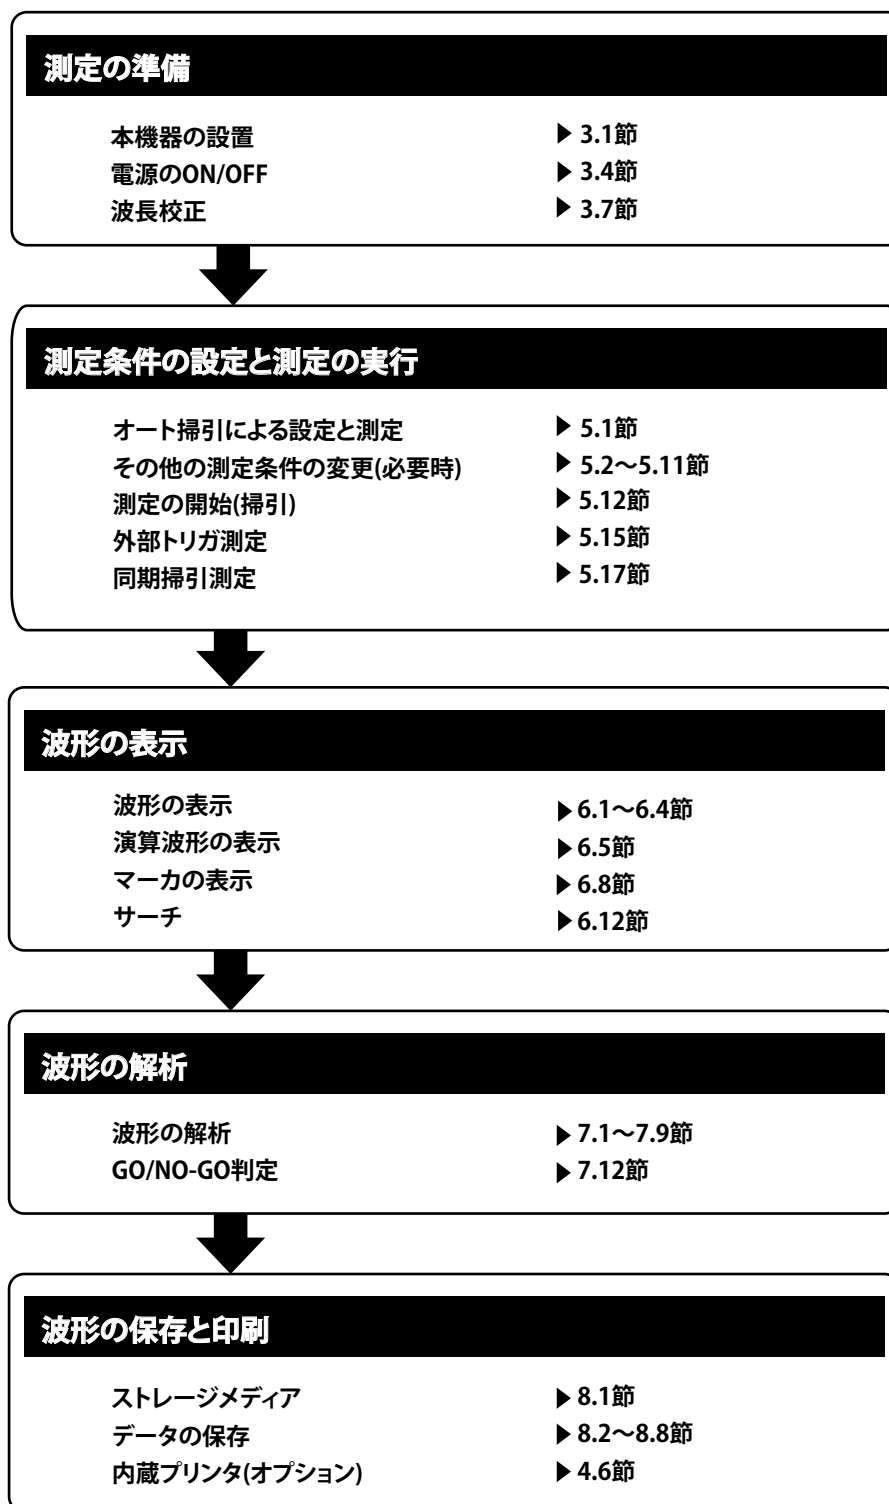 測定の準備
本機器の設置 ▶ 3.1節
電源のON/OFF ▶ 3.4節
波長校正 ▶ 3.7節
測定条件の設定と測定の実行
オート掃引による設定と測定 ▶ 5.1節
その他の測定条件の変更(必要時) ▶ 5.2～5.11節
測定の開始(掃引) ▶ 5.12節
外部トリガ測定 ▶ 5.15節
同期掃引測定 ▶ 5.17節
波形の表示
波形の表示 ▶ 6.1～6.4節
演算波形の表示 ▶ 6.5節
マーカの表示 ▶ 6.8節
サーチ ▶ 6.12節
波形の解析
波形の解析 ▶ 7.1～7.9節
GO/NO-GO判定 ▶ 7.12節
波形の保存と印刷
ストレージメディア ▶ 8.1節
データの保存 ▶ 8.2～8.8節
内蔵プリンタ(オプション) ▶ 4.6節